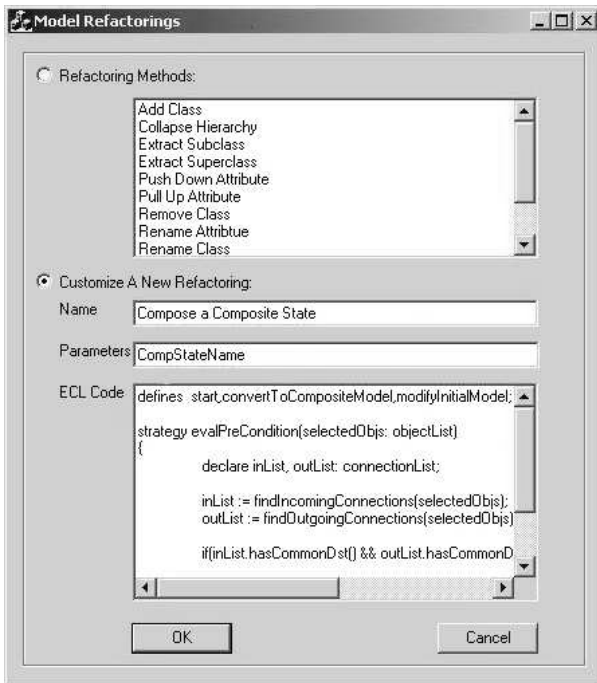 Model Refactorings
Refactoring Methods:
Add Class
Collapse Hierarchy
Extract Subclass
Extract Superclass
Push Down Attribute
Pull Up Attribute
Remove Class
Rename Attribtue
Rename Class
Customize A New Refactoring:
Name Compose a Composite State
Parameters CompStateName
ECL Code
defines start,convertToCompositeModel,modifyInitialModel;
strategy evalPreCondition(selectedObjs: objectList)
{
declare inList, outList: connectionList;
inList := findIncomingConnections(selectedObjs);
outList := findOutgoingConnections(selectedObjs)
if(inList.hasCommonDst() && outList.hasCommonD
OK Cancel